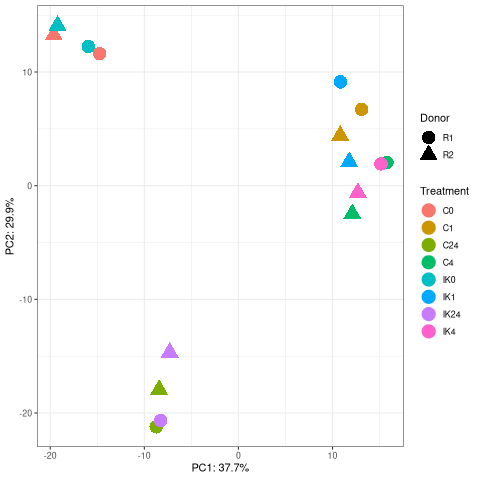 PC2: 29.9%
10
0
-10
-20
-20
-10
0
10
PC1: 37.7%
Donor
R1
R2
Treatment
C0
C1
C24
C4
IK0
IK1
IK24
IK4